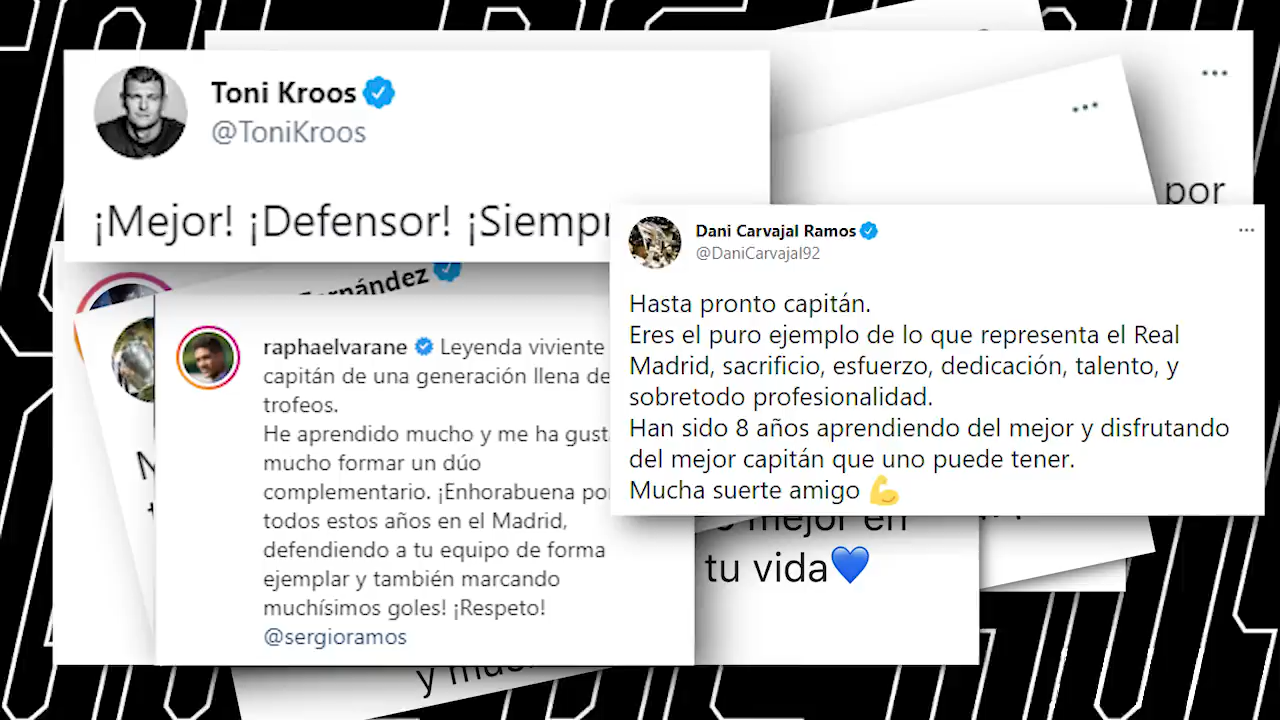 Toni Kroos
@ToniKroos
¡Mejor! ¡Defensor!
por
Dani Carvajal Ramos
@DaniCarvajal92
Hasta pronto capitán.
Eres el puro ejemplo de lo que representa el Real
Madrid, sacrificio, esfuerzo, dedicación, talento, y
sobretodo profesionalidad.
Han sido 8 años aprendiendo del mejor y disfrutando
del mejor capitán que uno puede tener.
Mucha suerte amigo 💪
raphaelvarane Leyenda viviente
capitán de una generación llena de
trofeos.
He aprendido mucho y me ha
mucho formar un dúo
complementario. ¡Enhorabuena por
todos estos años en el Madrid,
defendiendo a tu equipo de forma
ejemplar y también marcando
muchísimos goles! ¡Respeto!
@sergioramos
mejor en
tu vida💙
y